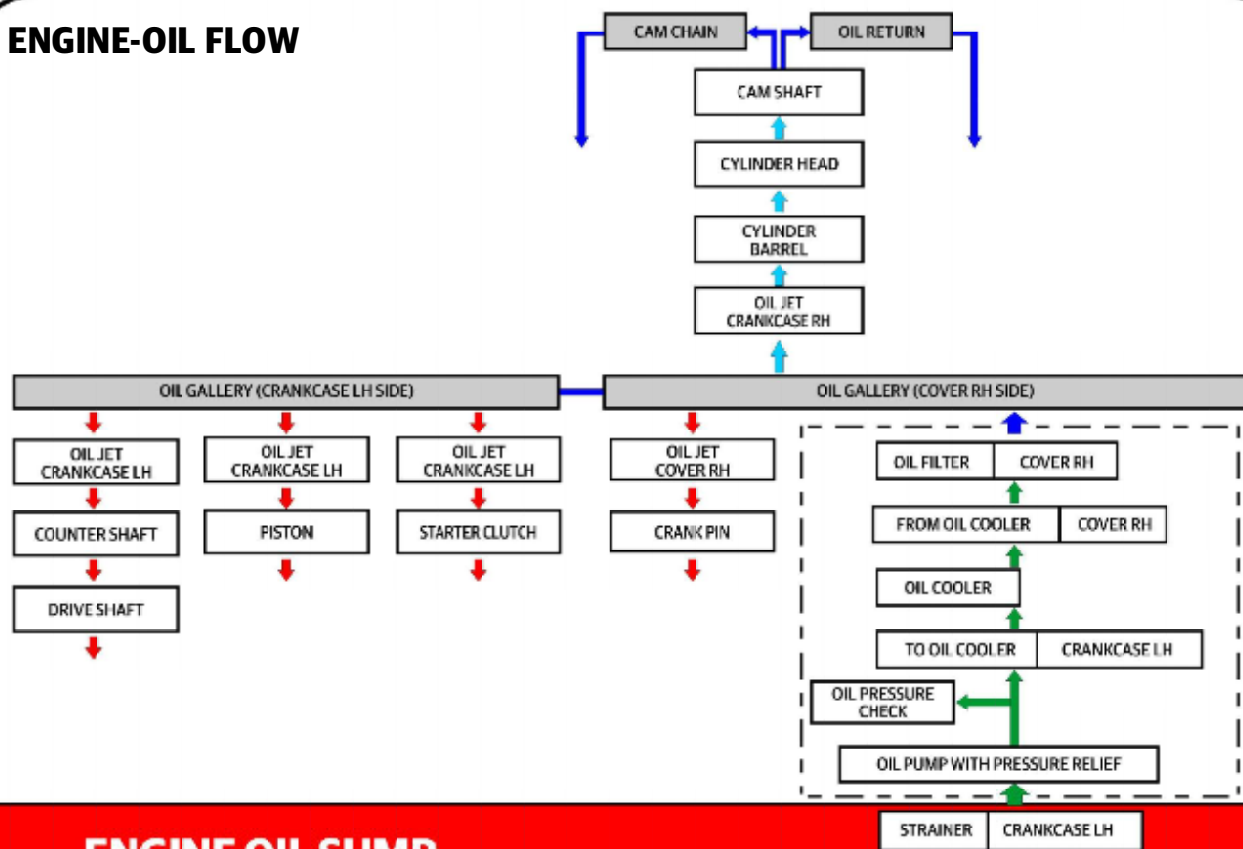 ENGINE-OIL FLOW
CAM CHAIN
OIL RETURN
CAM SHAFT
CYLINDER HEAD
CYLINDER
BARREL
OIL JET
CRANKCASE RH
OIL GALLERY (CRANKCASE LH SIDE)
OIL GALLERY (COVER RH SIDE)
OIL JET
CRANKCASE LH
OIL JET
CRANKCASE LH
OIL JET
CRANKCASE LH
OIL JET
COVER RH
OIL FILTER
COVER RH
COUNTER SHAFT
PISTON
STARTER CLUTCH
CRANK PIN
FROM OIL COOLER
COVER RH
DRIVE SHAFT
OIL COOLER
TO OIL COOLER
CRANKCASE LH
OIL PRESSURE
CHECK
OIL PUMP WITH PRESSURE RELIEF
STRAINER
CRANKCASE LH
ENGINE OIL SUMP